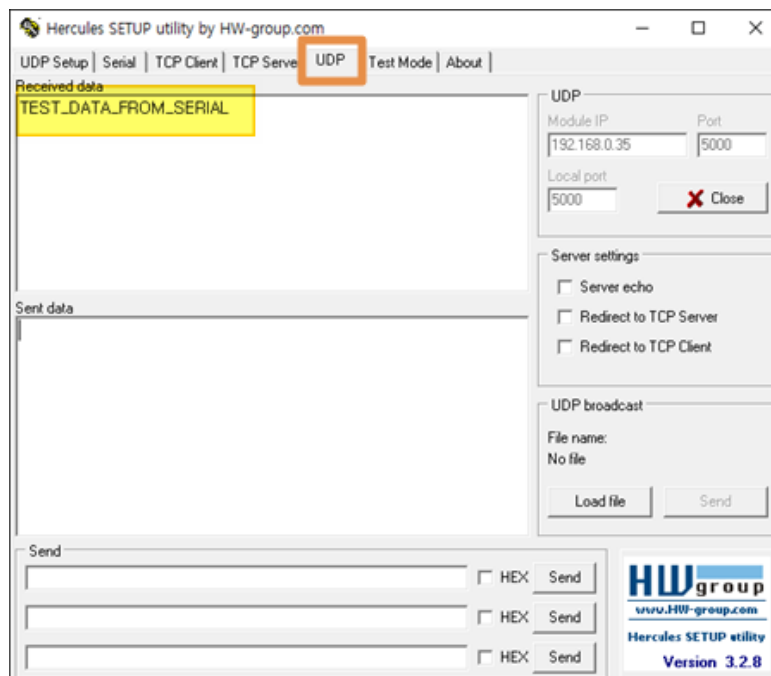 Hercules SETUP utility by HW-group.com
UDP Setup Serial TCP Client TCP Serve UDP Test Mode About
Received data
TEST_DATA_FROM_SERIAL
Sent data
UDP
Module IP Port
192.168.0.35 5000
Local port
5000 Close
Server settings
Server echo
Redirect to TCP Server
Redirect to TCP Client
UDP broadcast
File name:
No file
Load file Send
Send
HEX Send
HEX Send
HEX Send
HWgroup
www.HW-group.com
Hercules SETUP utility
Version 3.2.8